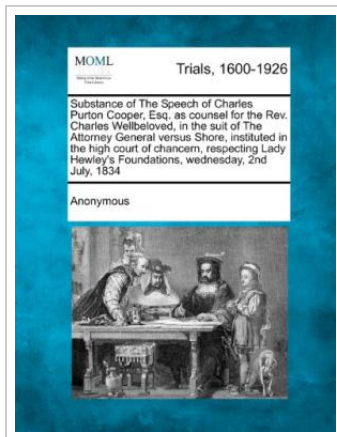 MOML
Trials, 1600-1926
Substance of The Speech of Charles
Purton Cooper, Esq. as counsel for the Rev.
Charles Wellbeloved, in the suit of The
Attorney General versus Shore, instituted in
the high court of chancern, respecting Lady
Hewley's Foundations, wednesday, 2nd
July, 1834
Anonymous